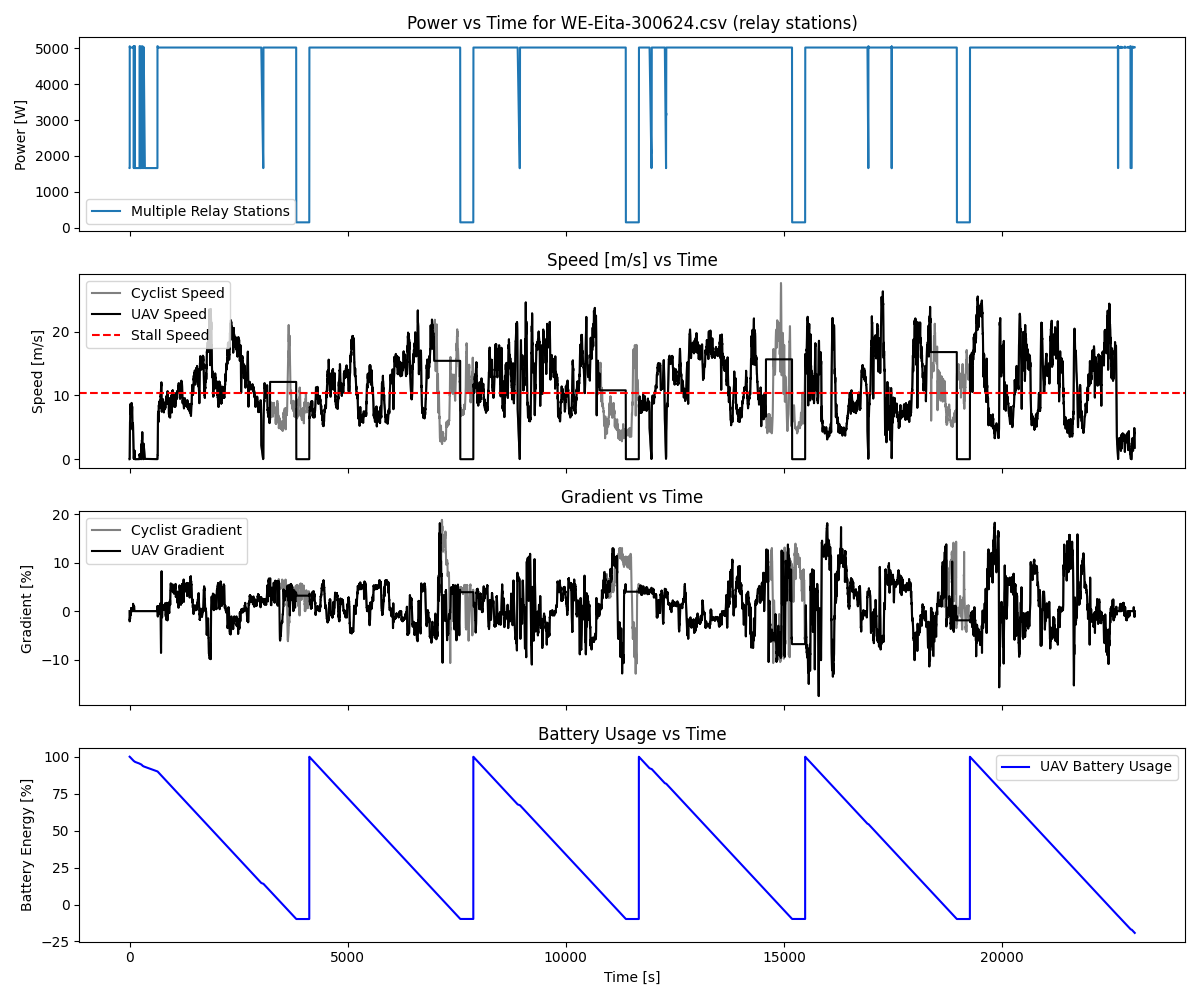 Power vs Time for WE-Eita-300624.csv (relay stations)
Power [W]
5000
4000
3000
2000
1000
0
Multiple Relay Stations
Speed [m/s] vs Time
Speed [m/s]
20
10
0
Cyclist Speed
UAV Speed
Stall Speed
Gradient vs Time
Gradient [%]
20
10
0
−10
Cyclist Gradient
UAV Gradient
Battery Usage vs Time
Battery Energy [%]
100
75
50
25
0
−25
UAV Battery Usage
0 5000 10000 15000 20000
Time [s]